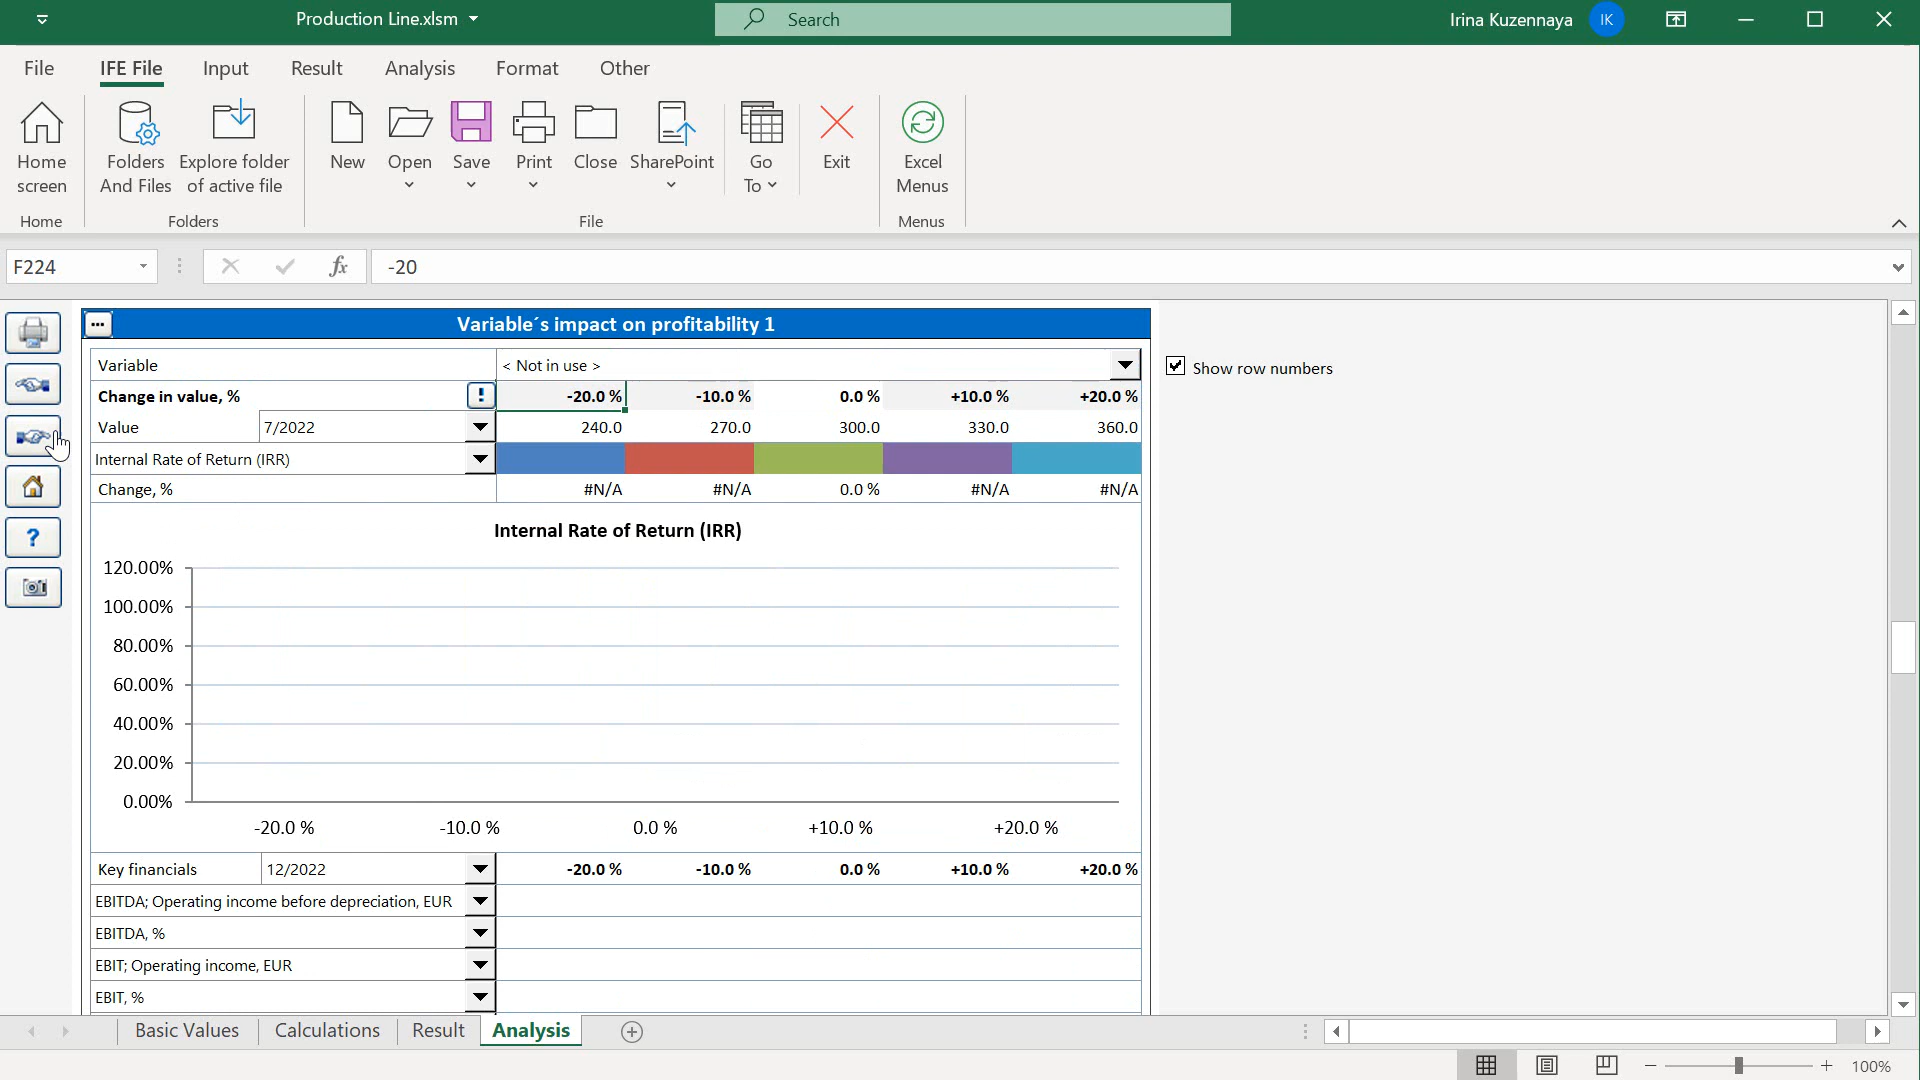 Production Line.xlsm
Search
Irina Kuzennaya
IK
File
IFE File
Input
Result
Analysis
Format
Other
Home screen
Folders And Files
Explore folder of active file
New
Open
Save
Print
Close
SharePoint
Go To
Exit
Excel Menus
Home
Folders
File
Menus
F224
fx
-20
...
Variable´s impact on profitability 1
Variable
< Not in use >
Show row numbers
Change in value, %
!
-20.0 % -10.0 % 0.0 % +10.0 % +20.0 %
Value 7/2022 240.0 270.0 300.0 330.0 360.0
Internal Rate of Return (IRR)
Change, % #N/A #N/A 0.0 % #N/A #N/A
?
Internal Rate of Return (IRR)
120.00%
100.00%
80.00%
60.00%
40.00%
20.00%
0.00%
-20.0 % -10.0 % 0.0 % +10.0 % +20.0 %
Key financials 12/2022 -20.0 % -10.0 % 0.0 % +10.0 % +20.0 %
EBITDA; Operating income before depreciation, EUR
EBITDA, %
EBIT; Operating income, EUR
EBIT, %
Basic Values
Calculations
Result
Analysis
100%